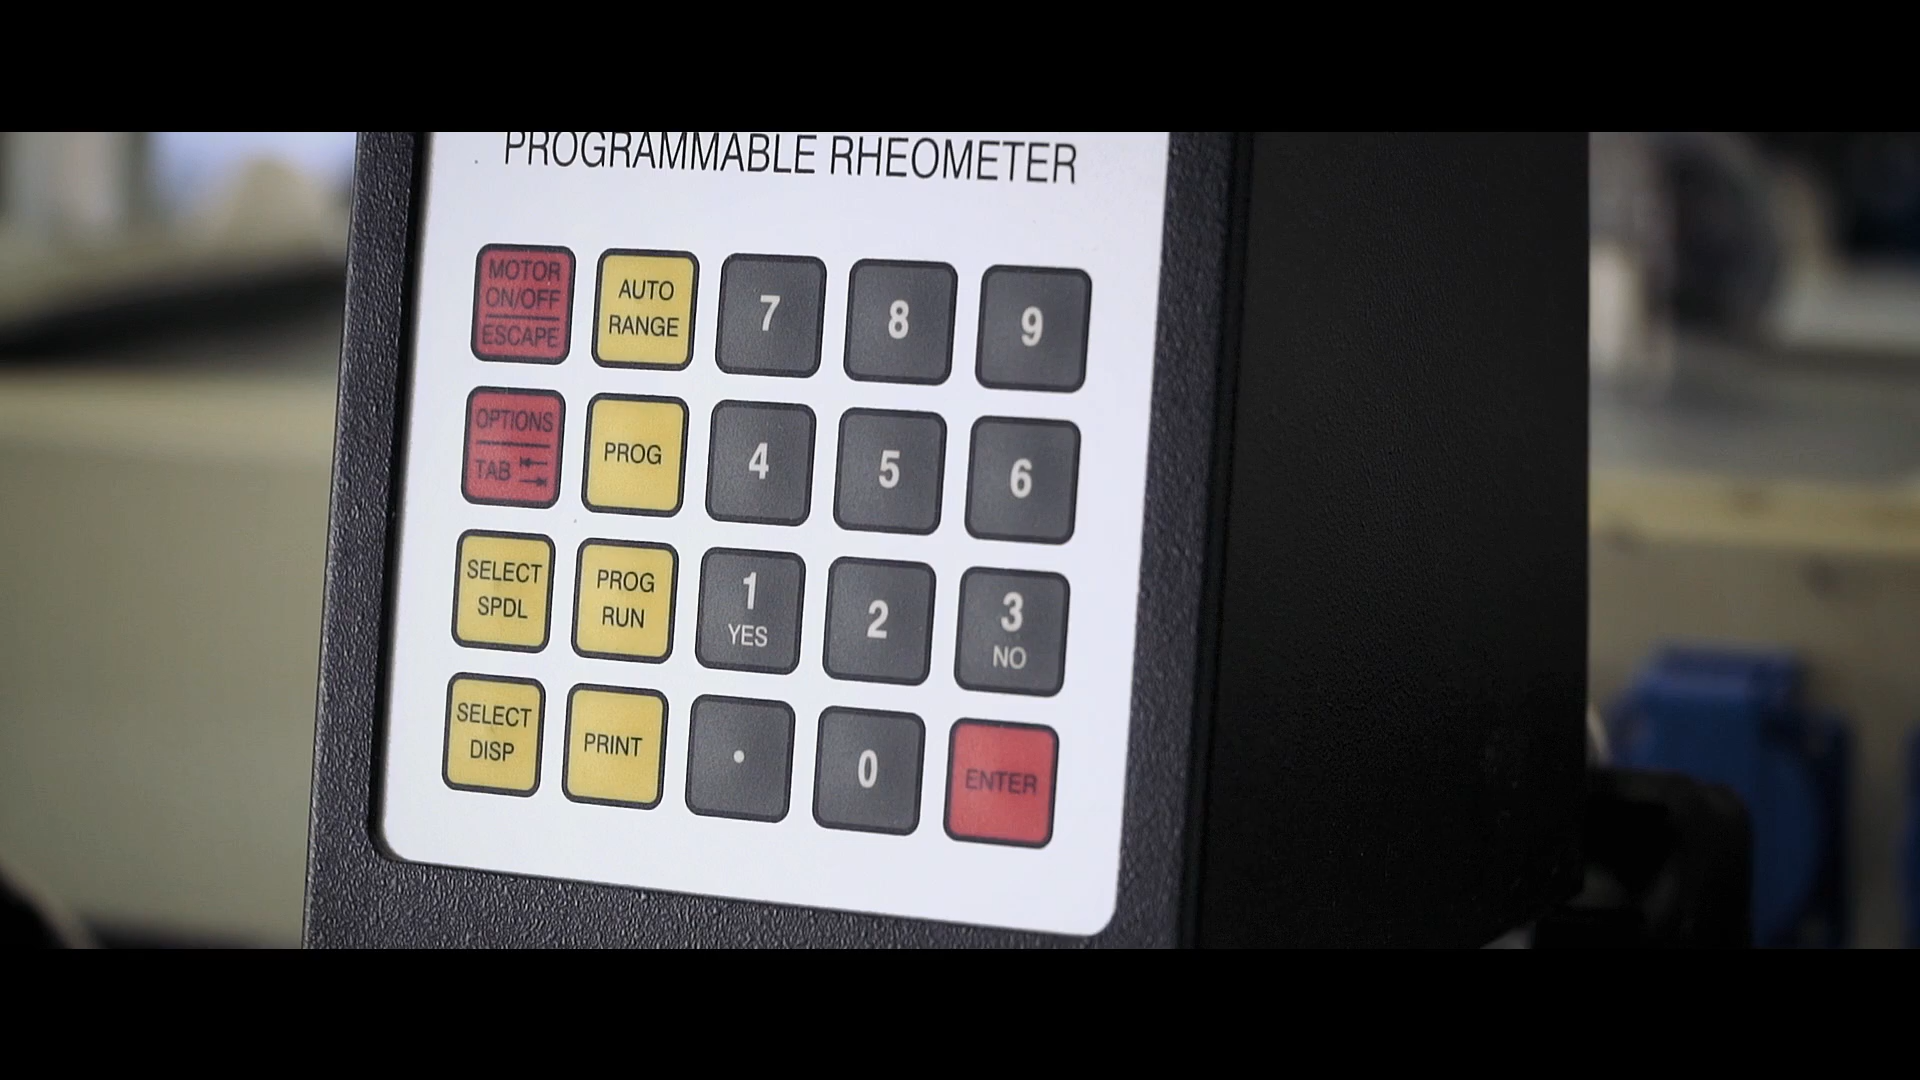 PROGRAMMABLE RHEOMETER
MOTOR
ON/OFF
ESCAPE
AUTO
RANGE
7
8
9
OPTIONS
TAB
PROG
4
5
6
SELECT
SPDL
PROG
RUN
1
YES
2
3
NO
SELECT
DISP
PRINT
.
0
ENTER